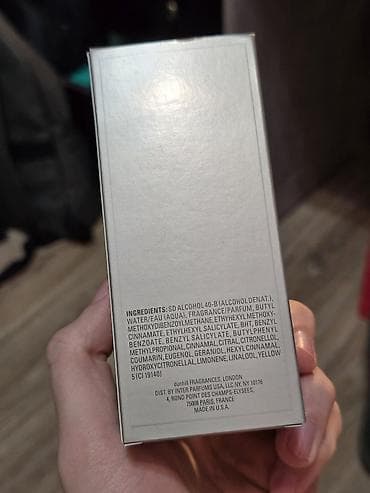 INGREDIENTS: SD ALCOHOL 40-B (ALCOHOL DENAT.),
WATER/EAU (AQUA), FRAGRANCE/PARFUM, BUTYL
METHOXYDIBENZOYLMETHANE, ETHYLHEXYL METHOXY-
CINNAMATE, ETHYLHEXYL SALICYLATE, BHT, BENZYL
BENZOATE, BENZYL SALICYLATE, BUTYLPHENYL
METHYLPROPIONAL, CINNAMAL, CITRAL, CITRONELLOL,
COUMARIN, EUGENOL, GERANIOL, HEXYL CINNAMAL,
HYDROXYCITRONELLAL, LIMONENE, LINALOOL, YELLOW
5 (CI 19140)
dunhill FRAGRANCES, LONDON
DIST. BY INTER PARFUMS USA, LLC NY, NY 10176
4, ROND POINT DES CHAMPS-ELYSEES,
75008 PARIS, FRANCE
MADE IN U.S.A.